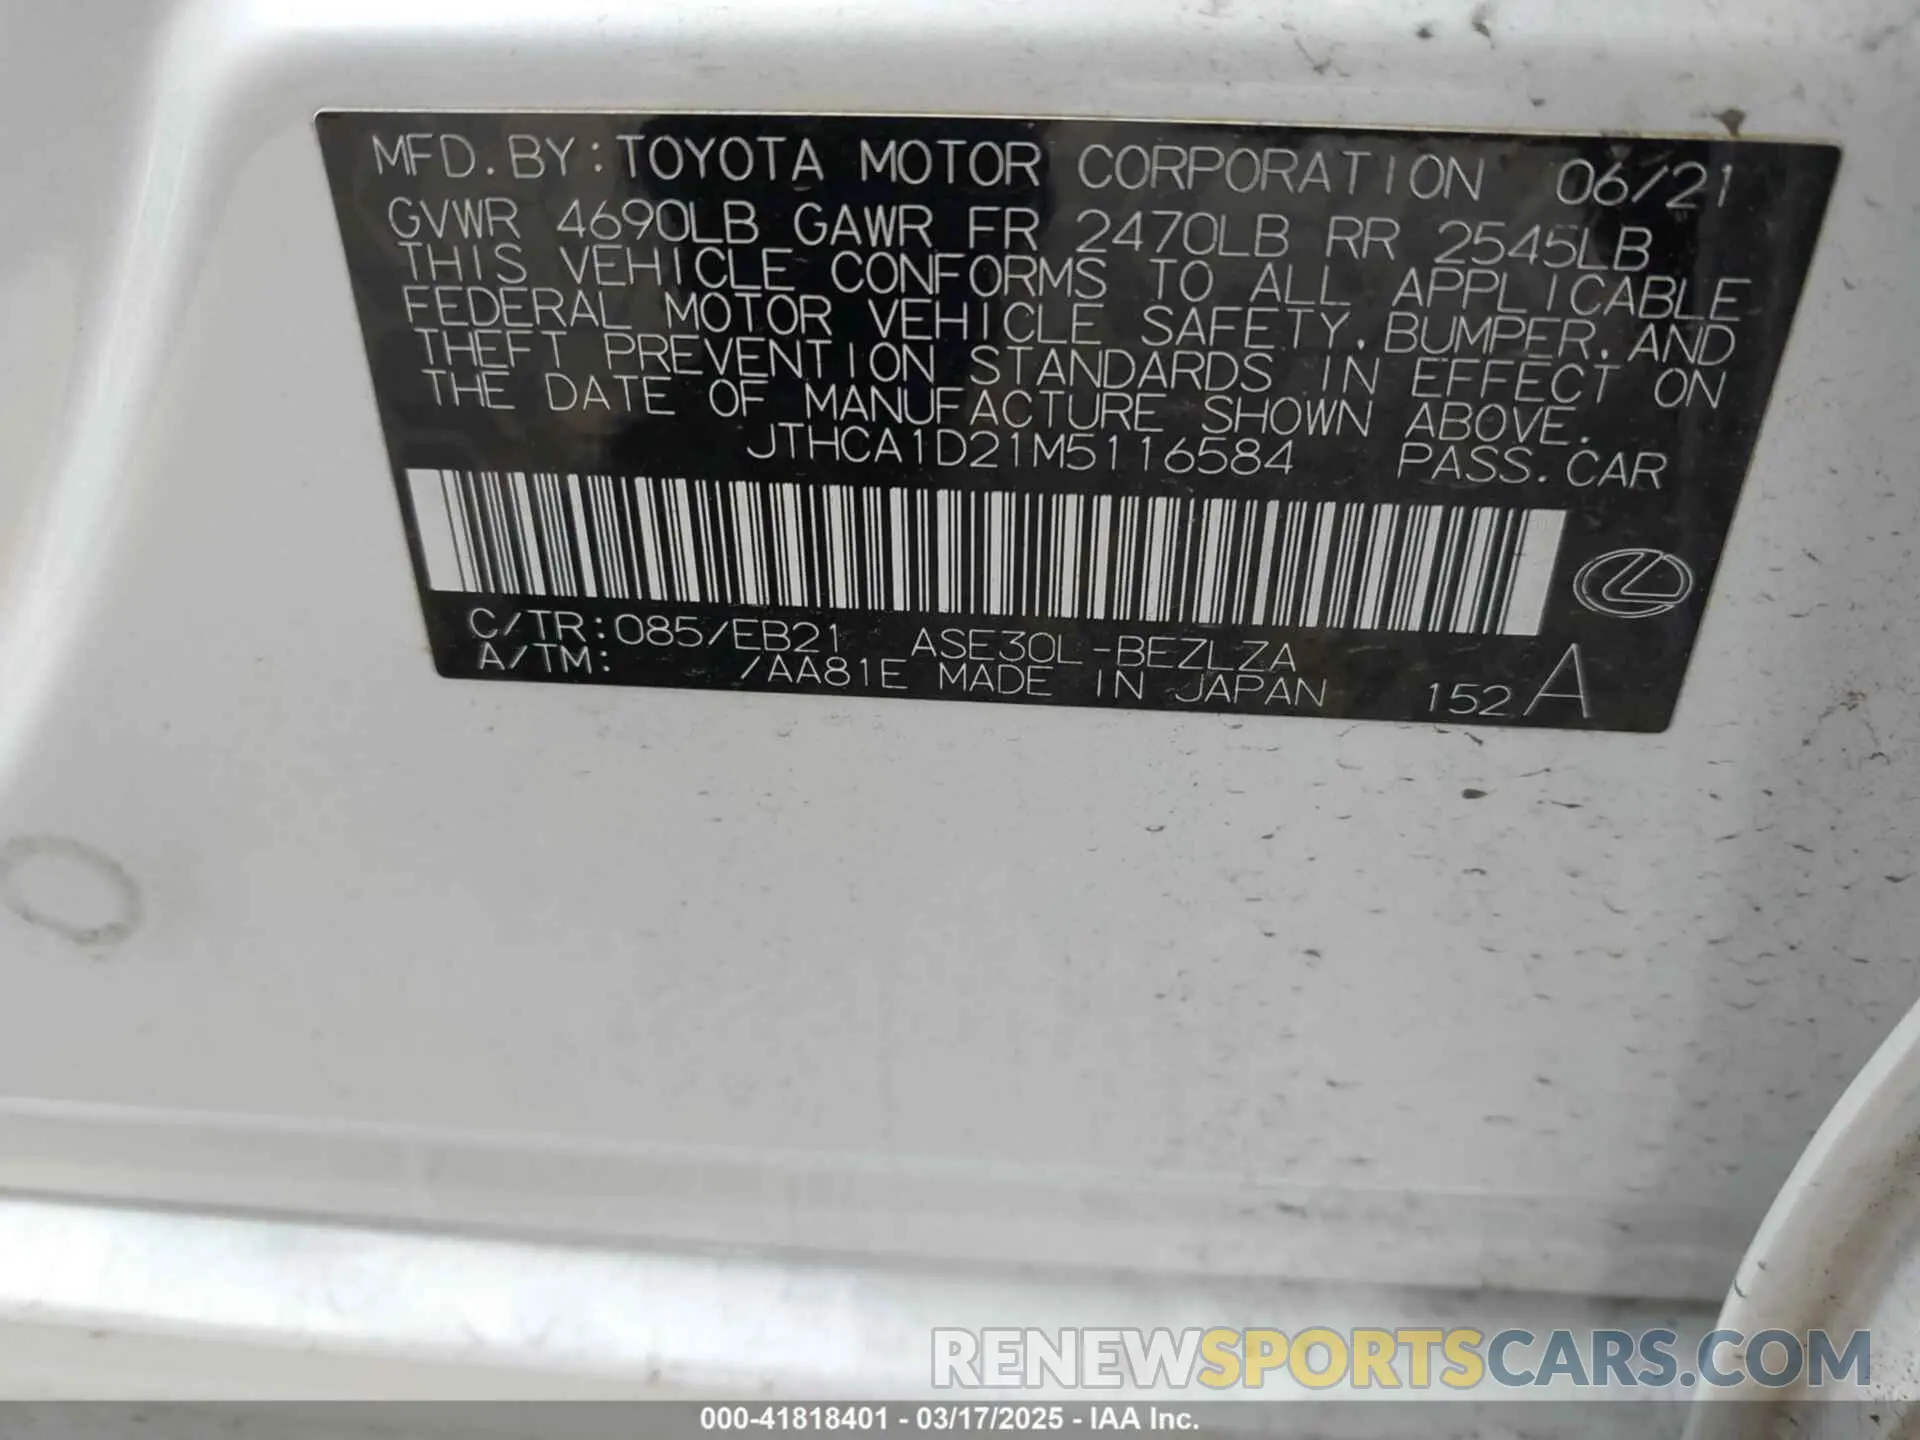 MFD. BY: TOYOTA MOTOR CORPORATION 06/21
GVWR 4690LB GAWR FR 2470LB RR 2545LB
THIS VEHICLE CONFORMS TO ALL APPLICABLE
FEDERAL MOTOR VEHICLE SAFETY, BUMPER, AND
THEFT PREVENTION STANDARDS IN EFFECT ON
THE DATE OF MANUFACTURE SHOWN ABOVE.
JTHCA1D21M5116584 PASS. CAR
C/TR: 085/EB21 ASE30L-BEZLZA
A/TM: /AA81E MADE IN JAPAN 152 A
RENEWSPORTSCARS.COM
000-41818401 - 03/17/2025 - IAA Inc.